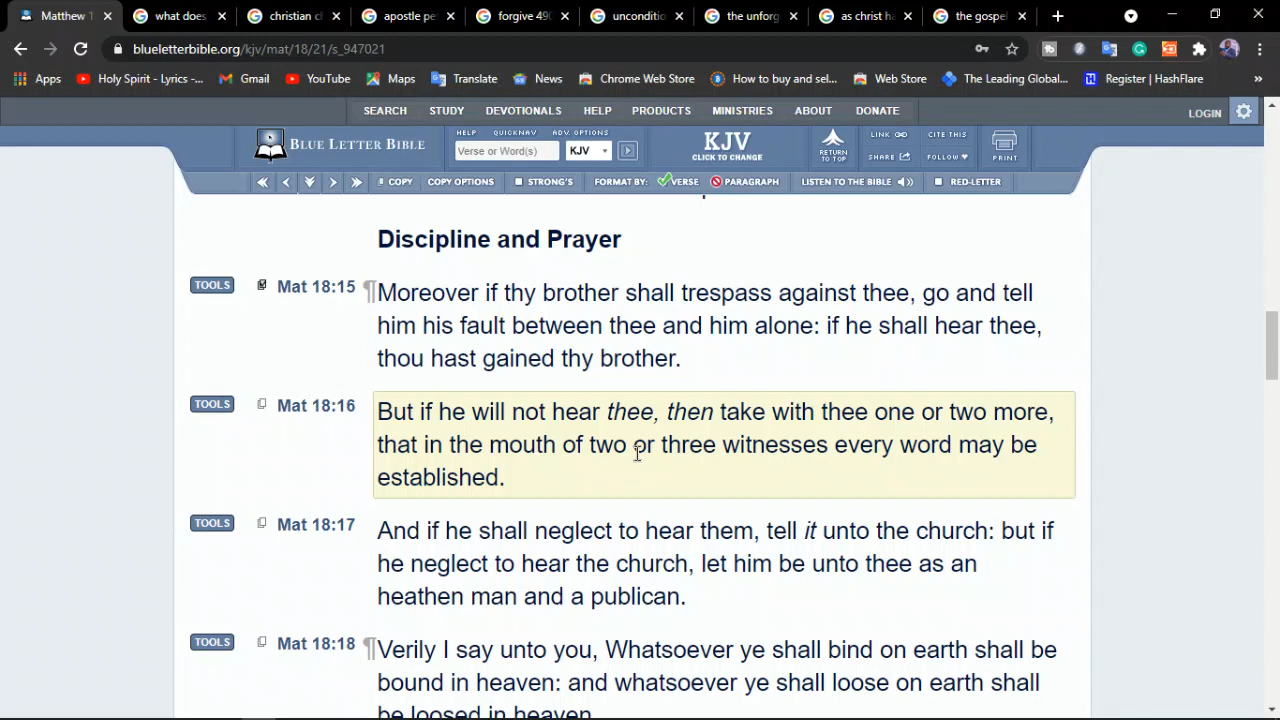 Matthew 1
what does
christian cl
apostle pe
forgive 490
uncondition
the unforg
as christ ha
the gospel
blueletterbible.org/kjv/mat/18/21/s_947021
Apps Holy Spirit - Lyrics -... Gmail YouTube Maps Translate News Chrome Web Store How to buy and sel... Web Store The Leading Global... Register | HashFlare »
SEARCH STUDY DEVOTIONALS HELP PRODUCTS MINISTRIES ABOUT DONATE LOGIN
BLUE LETTER BIBLE
HELP QUICKNAV ADV. OPTIONS
Verse or Word(s) KJV
KJV
CLICK TO CHANGE
RETURN
TO TOP
LINK CITE THIS
SHARE FOLLOW
PRINT
COPY COPY OPTIONS STRONG'S FORMAT BY: VERSE PARAGRAPH LISTEN TO THE BIBLE RED-LETTER
Discipline and Prayer
TOOLS Mat 18:15 ¶Moreover if thy brother shall trespass against thee, go and tell
him his fault between thee and him alone: if he shall hear thee,
thou hast gained thy brother.
TOOLS Mat 18:16 But if he will not hear thee, then take with thee one or two more,
that in the mouth of two or three witnesses every word may be
established.
TOOLS Mat 18:17 And if he shall neglect to hear them, tell it unto the church: but if
he neglect to hear the church, let him be unto thee as an
heathen man and a publican.
TOOLS Mat 18:18 ¶Verily I say unto you, Whatsoever ye shall bind on earth shall be
bound in heaven: and whatsoever ye shall loose on earth shall
be loosed in heaven.